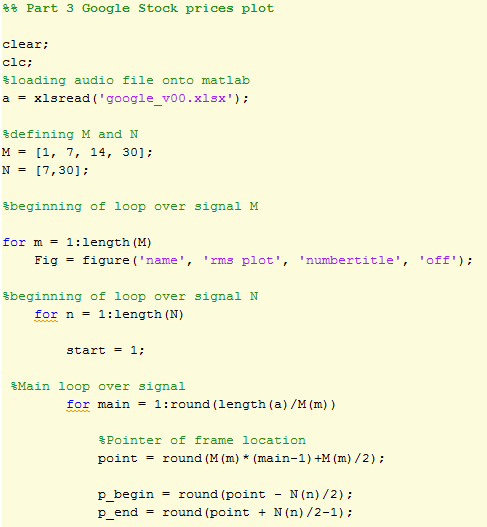 %% Part 3 Google Stock prices plot
clear;
clc;
%loading audio file onto matlab
a = xlsread('google_v00.xlsx');
%defining M and N
M = [1, 7, 14, 30];
N = [7,30];
%beginning of loop over signal M
for m = 1:length(M)
Fig = figure('name', 'rms plot', 'numbertitle', 'off');
%beginning of loop over signal N
for n = 1:length(N)
start = 1;
%Main loop over signal
for main = 1:round(length(a)/M(m))
%Pointer of frame location
point = round(M(m)*(main-1)+M(m)/2);
p_begin = round(point - N(n)/2);
p_end = round(point + N(n)/2-1);